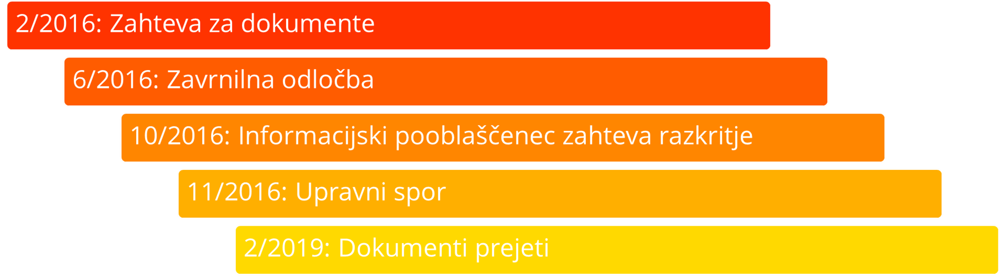 2/2016: Zahteva za dokumente
6/2016: Zavrnilna odločba
10/2016: Informacijski pooblaščenec zahteva razkritje
11/2016: Upravni spor
2/2019: Dokumenti prejeti